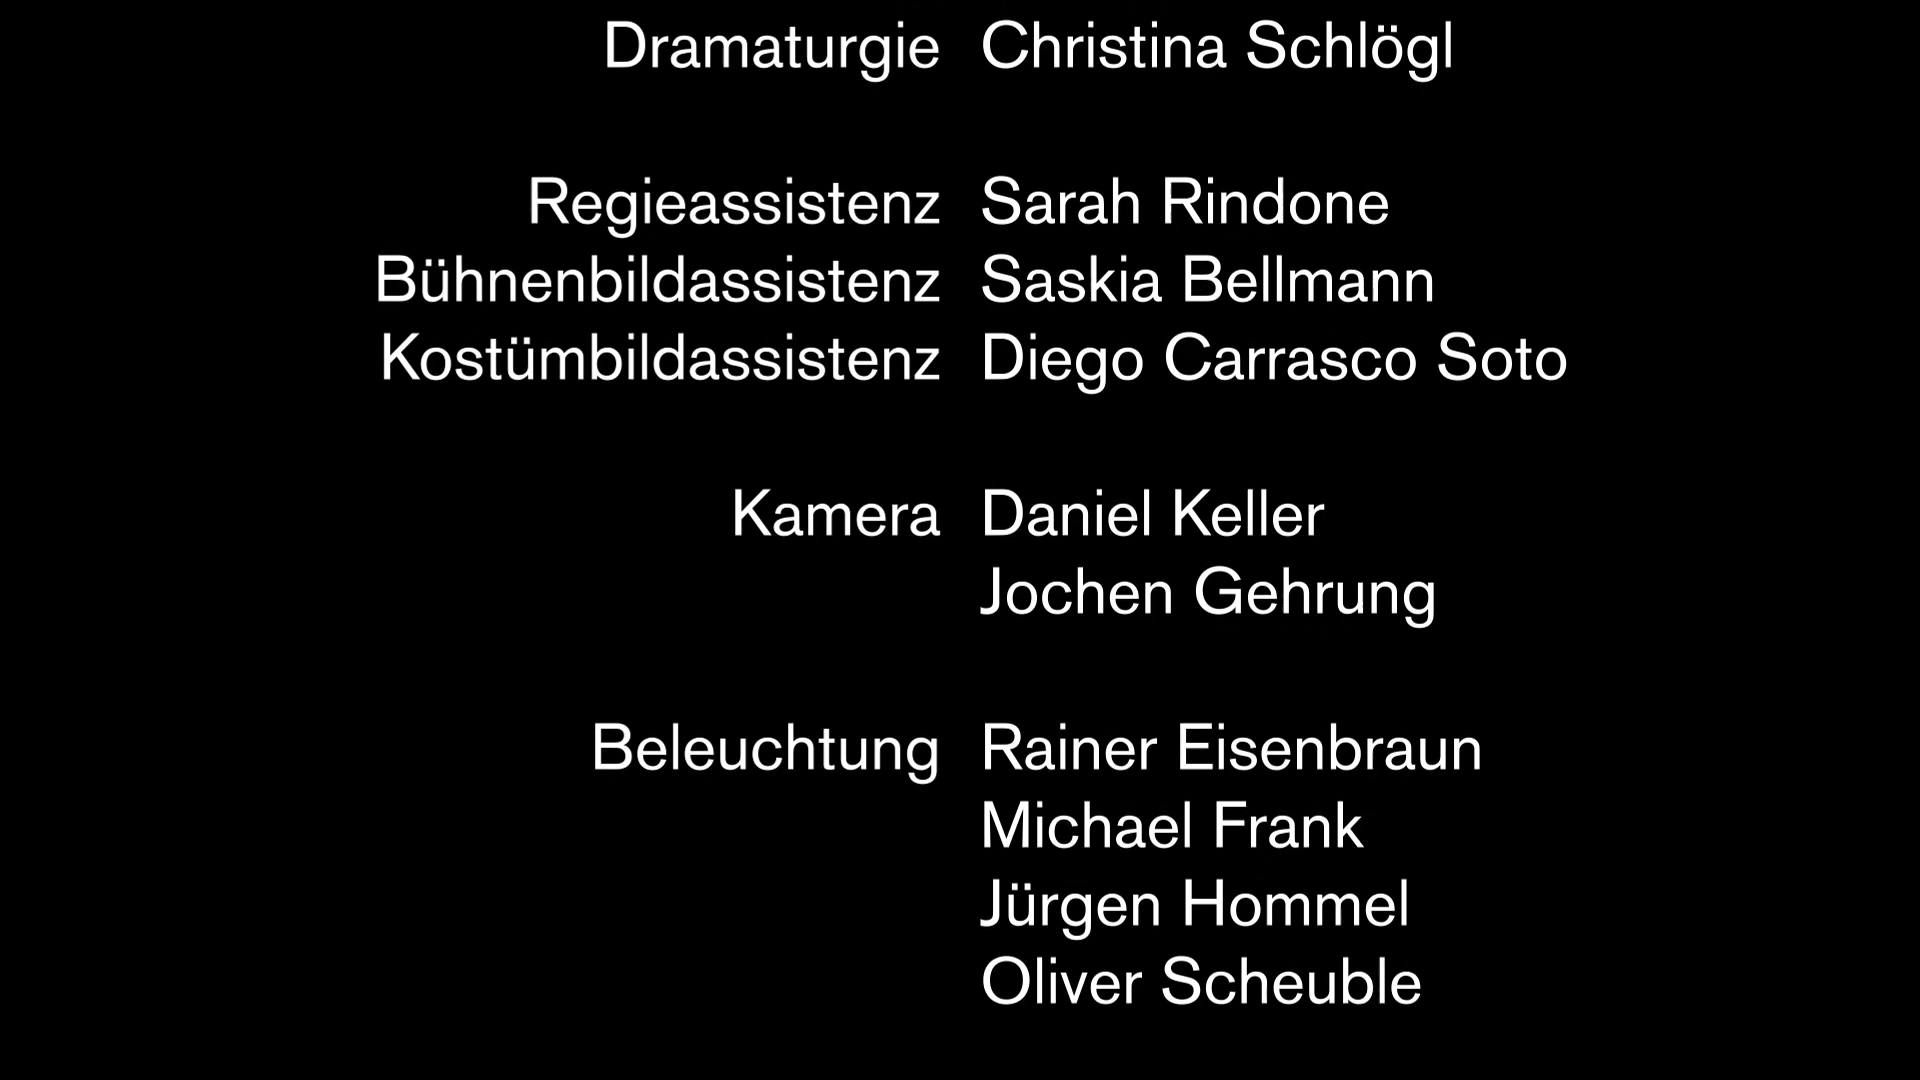 Dramaturgie Christina Schlögl
Regieassistenz Sarah Rindone
Bühnenbildassistenz Saskia Bellmann
Kostümbildassistenz Diego Carrasco Soto
Kamera Daniel Keller
Jochen Gehrung
Beleuchtung Rainer Eisenbraun
Michael Frank
Jürgen Hommel
Oliver Scheuble